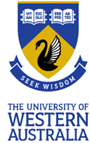 SEEK WISDOM
THE UNIVERSITY OF
WESTERN
AUSTRALIA